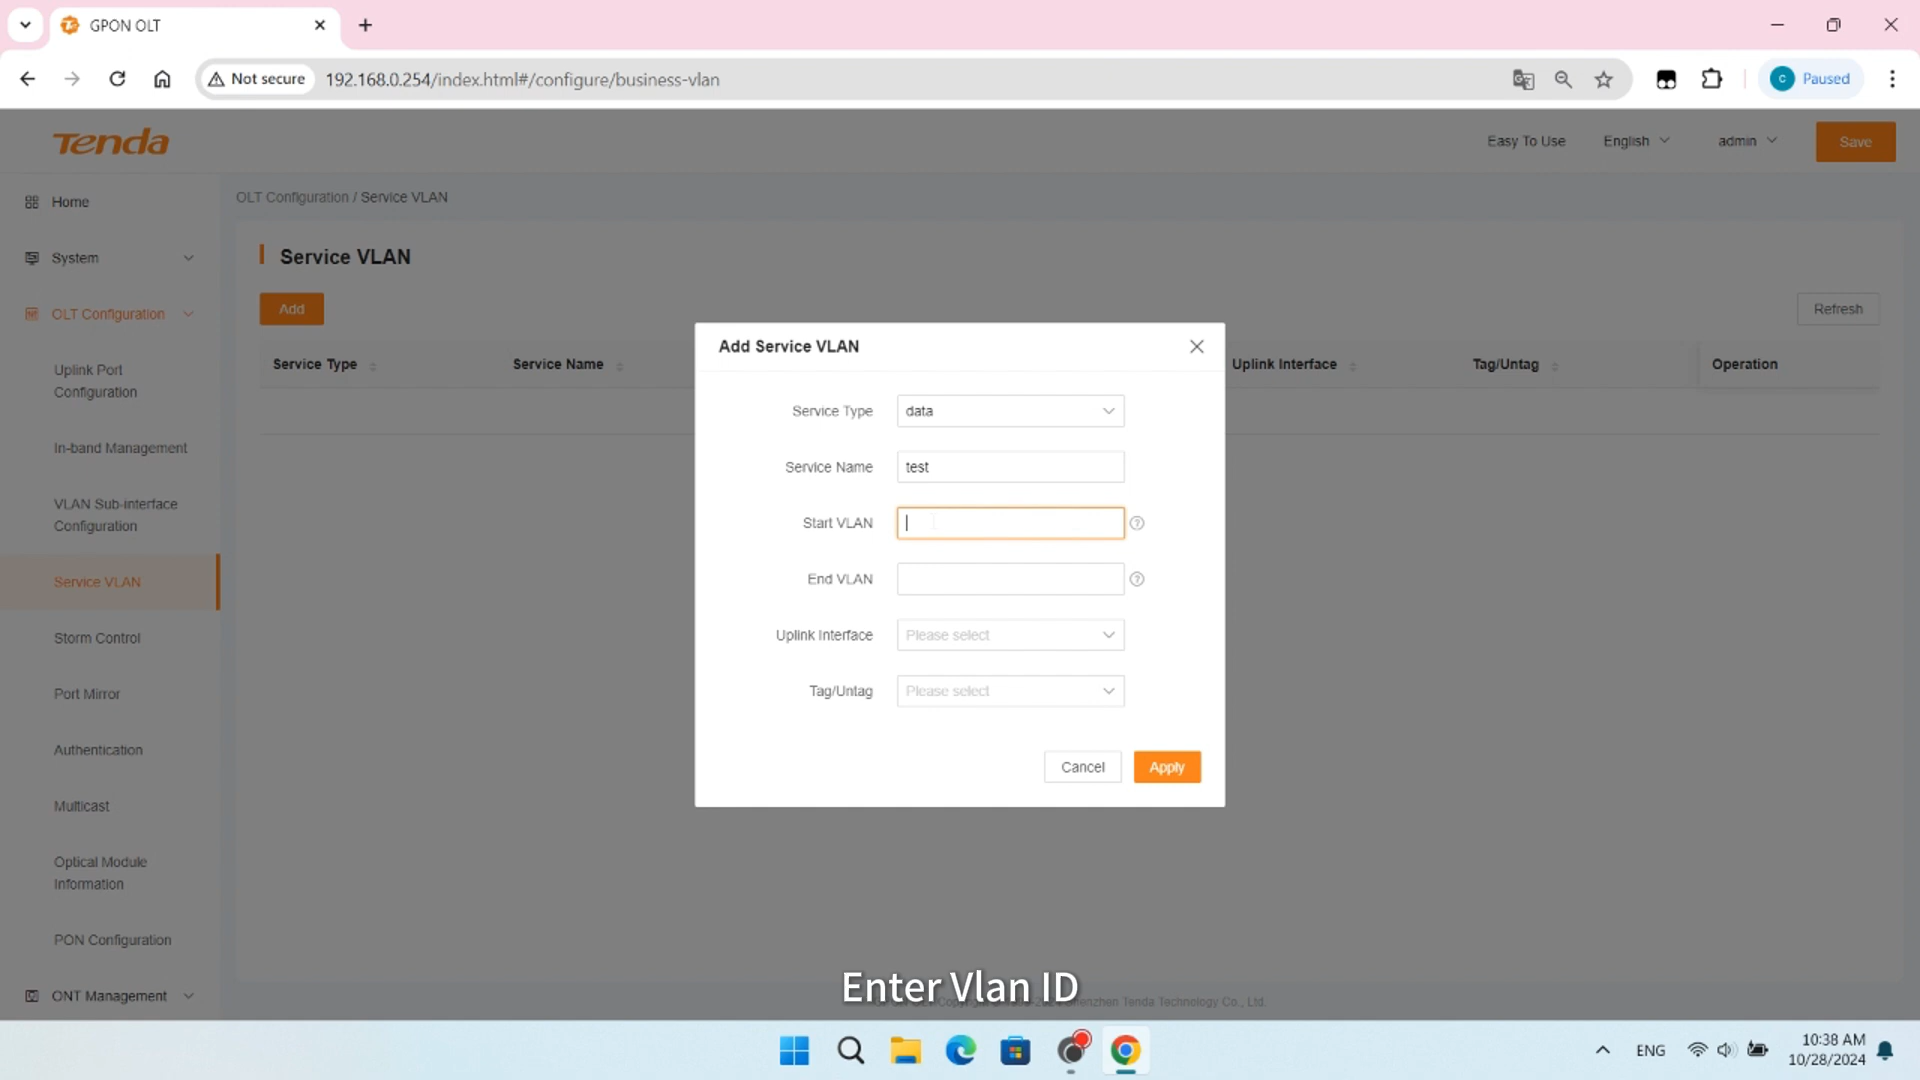 GPON OLT
Not secure
192.168.0.254/index.html#/configure/business-vlan
C
Paused
Tenda
Easy To Use
English
admin
Save
Home
System
OLT Configuration
Uplink Port
Configuration
In-band Management
VLAN Sub-interface
Configuration
Service VLAN
Storm Control
Port Mirror
Authentication
Multicast
Optical Module
Information
PON Configuration
ONT Management
OLT Configuration / Service VLAN
Service VLAN
Add
Refresh
Service Type
Service Name
Uplink Interface
Tag/Untag
Operation
Add Service VLAN
Service Type
data
Service Name
test
Start VLAN
End VLAN
Uplink Interface
Please select
Tag/Untag
Please select
Cancel
Apply
Enter Vlan ID
Shenzhen Tenda Technology Co., Ltd.
ENG
10:38 AM
10/28/2024